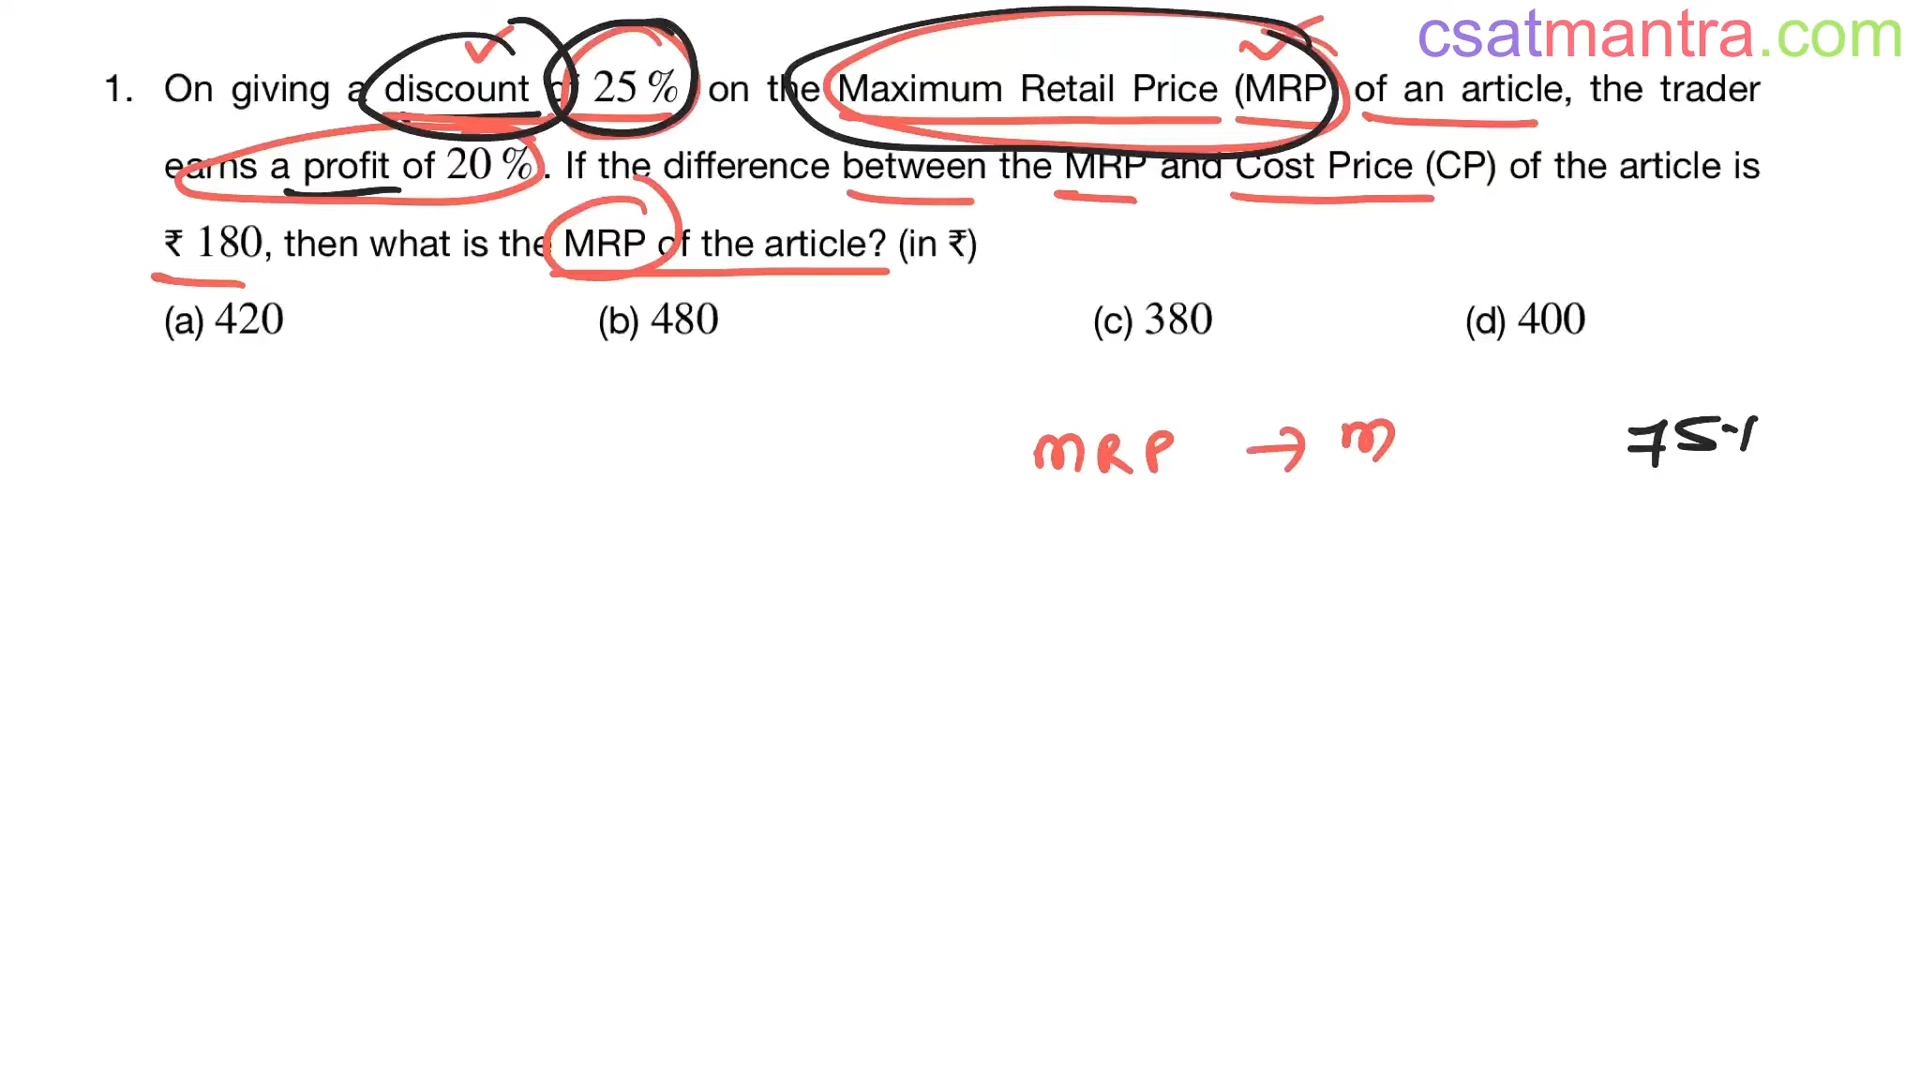 csatmantra.com
1. On giving a discount of 25 % on the Maximum Retail Price (MRP) of an article, the trader
earns a profit of 20 %. If the difference between the MRP and Cost Price (CP) of the article is
₹ 180, then what is the MRP of the article? (in ₹)
(a) 420 (b) 480 (c) 380 (d) 400
MRP → m 75%